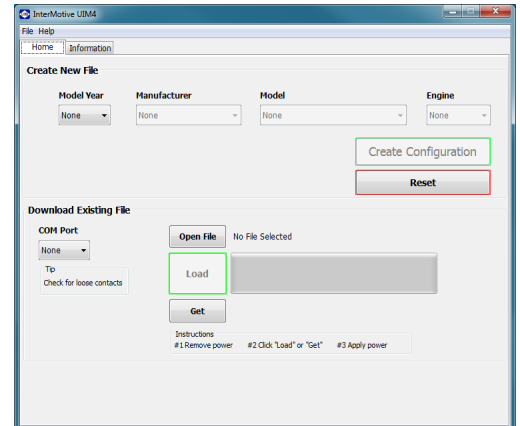 InterMotive UIM4
File Help
Home Information
Create New File
Model Year Manufacturer Model Engine
None None None None
Create Configuration
Reset
Download Existing File
COM Port
None
Open File No File Selected
Tip
Check for loose contacts
Load
Get
Instructions
#1 Remove power #2 Click "Load" or "Get" #3 Apply power